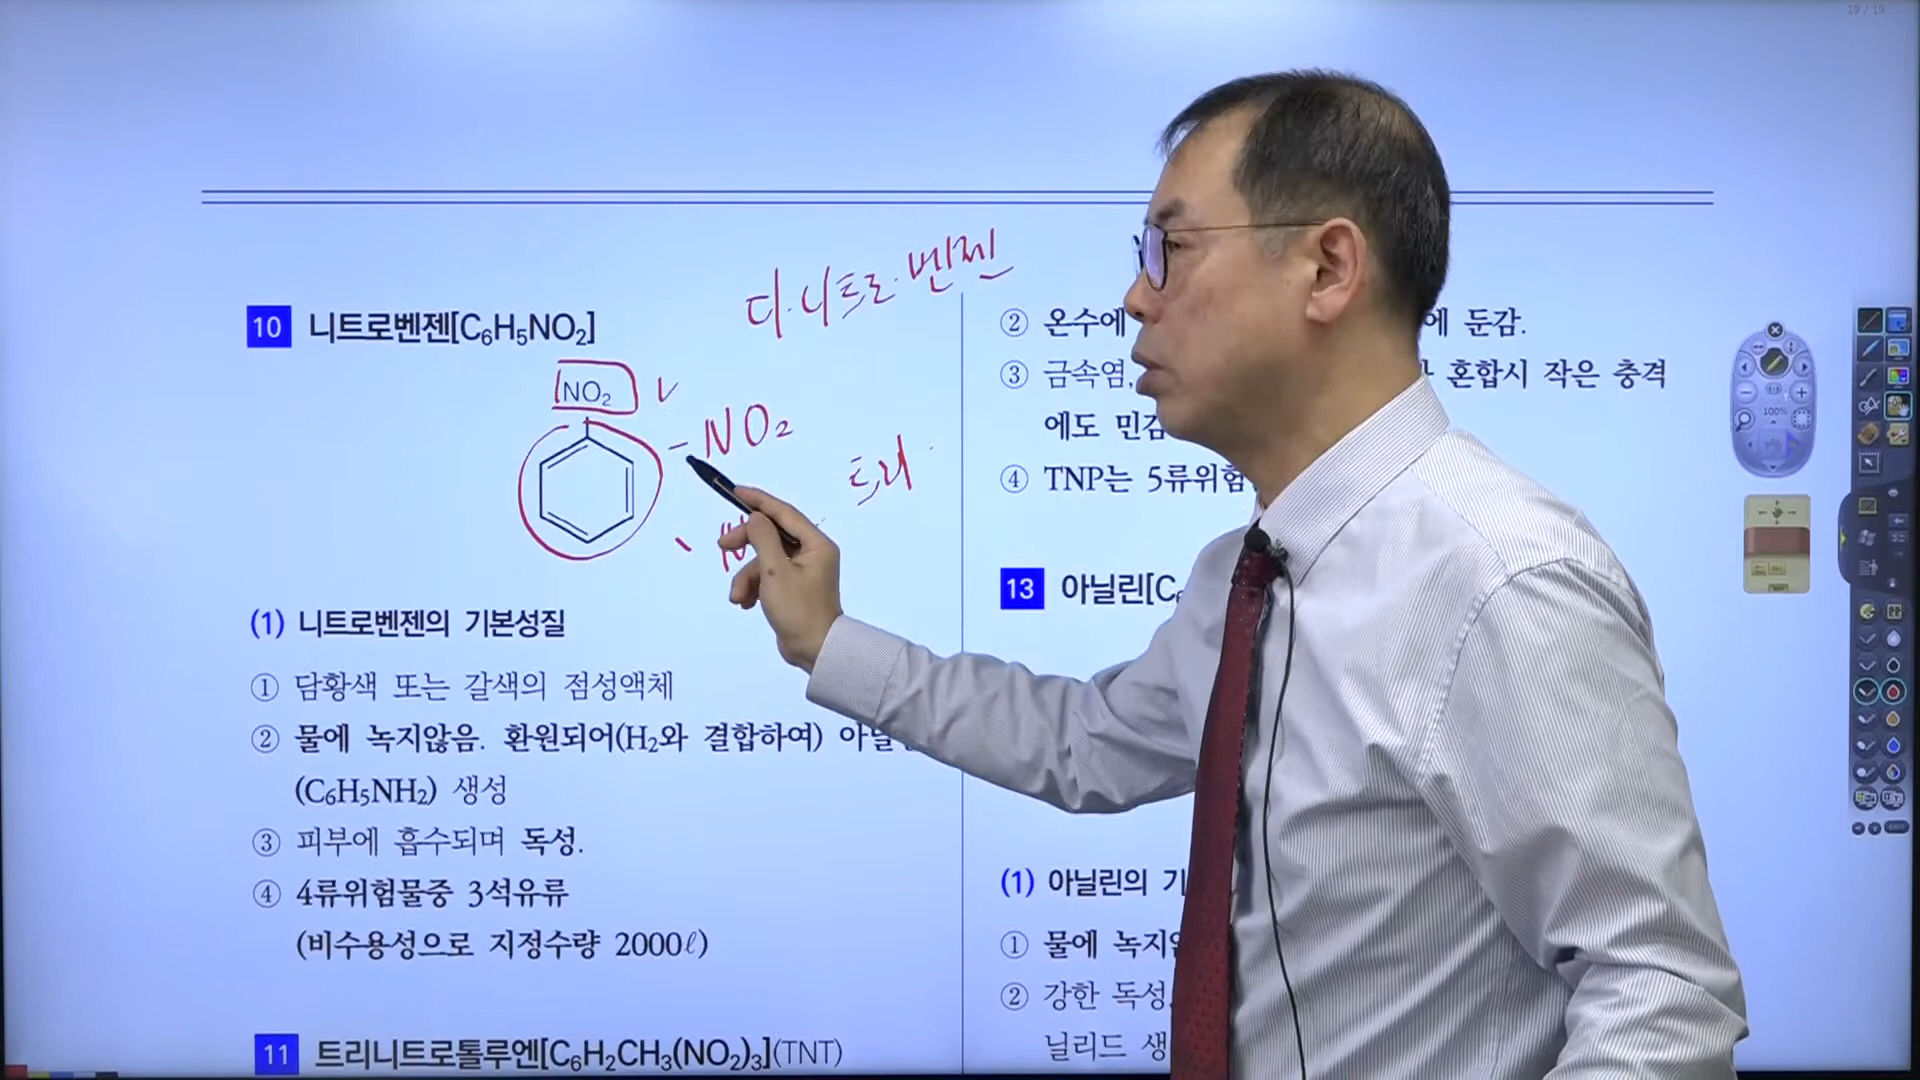 19 / 19
디·니트로·벤젠
10 니트로벤젠[C₆H₅NO₂]
NO₂
-NO₂
트리
(1) 니트로벤젠의 기본성질
① 담황색 또는 갈색의 점성액체
② 물에 녹지않음. 환원되어(H₂와 결합하여)
(C₆H₅NH₂) 생성
③ 피부에 흡수되며 독성.
④ 4류위험물중 3석유류
(비수용성으로 지정수량 2000ℓ)
11 트리니트로톨루엔[C₆H₂CH₃(NO₂)₃](TNT)
② 온수에 에 둔감.
③ 금속염, 혼합시 작은 충격
에도 민감
④ TNP는 5류위험
13 아닐린[C₆
(1) 아닐린의 기
① 물에 녹지
② 강한 독성.
닐리드 생
100%